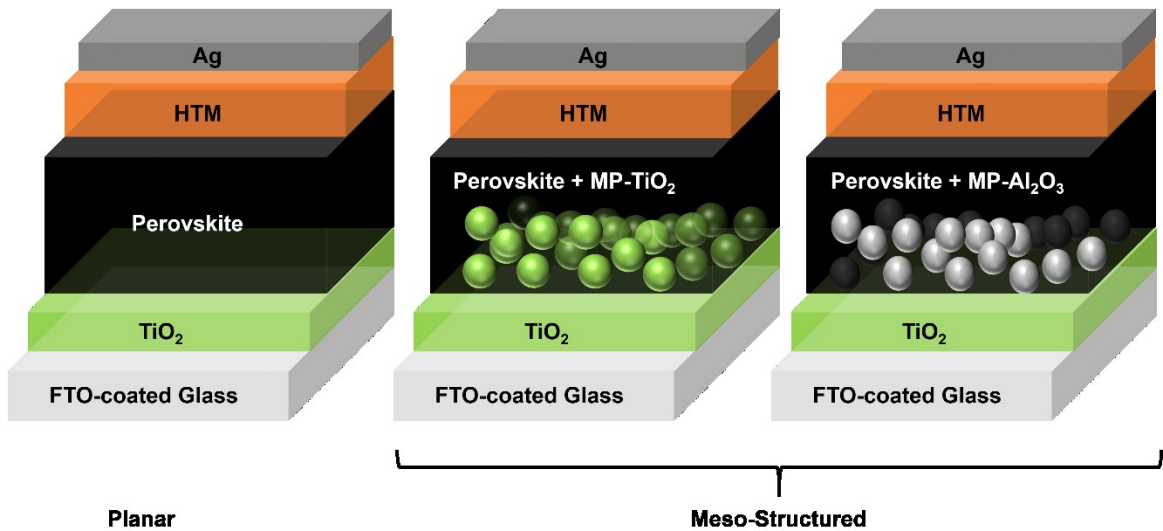 Ag
HTM
Perovskite
TiO₂
FTO-coated Glass
Ag
HTM
Perovskite + MP-TiO₂
TiO₂
FTO-coated Glass
Ag
HTM
Perovskite + MP-Al₂O₃
TiO₂
FTO-coated Glass
Planar
Meso-Structured